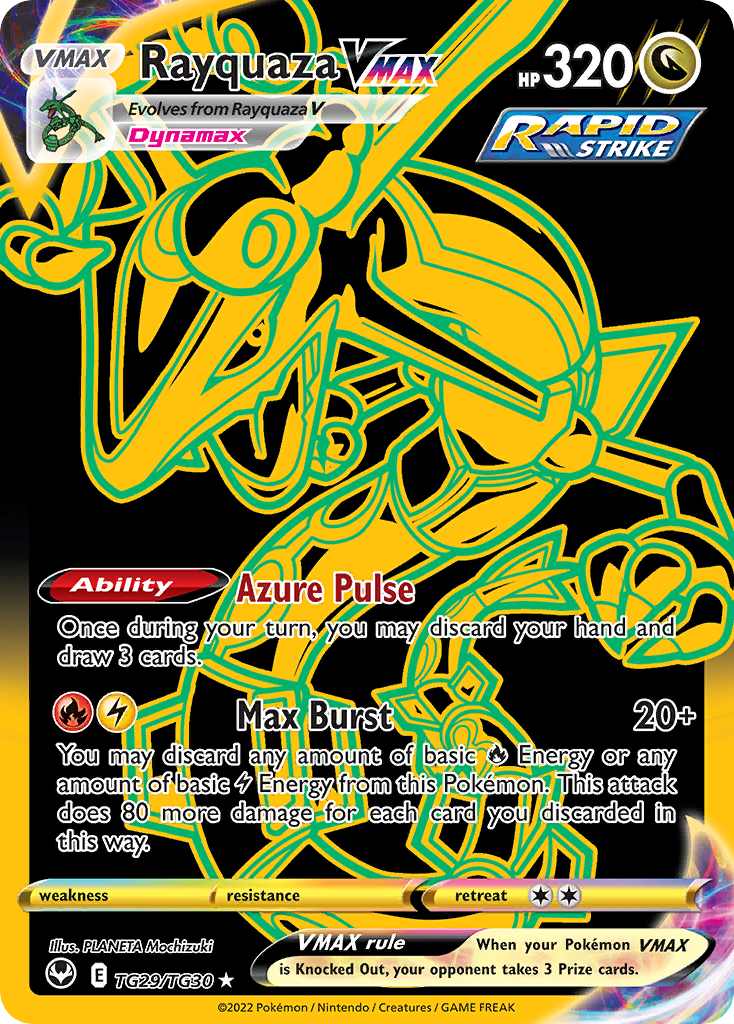 VMAX
Rayquaza VMAX
HP 320
Evolves from Rayquaza V
Dynamax
RAPID
STRIKE
Ability Azure Pulse
Once during your turn, you may discard your hand and
draw 3 cards.
Max Burst 20+
You may discard any amount of basic Energy or any
amount of basic Energy from this Pokémon. This attack
does 80 more damage for each card you discarded in
this way.
weakness resistance retreat
Illus. PLANETA Mochizuki
VMAX rule When your Pokémon VMAX
is Knocked Out, your opponent takes 3 Prize cards.
E TG29/TG30 ★
©2022 Pokémon / Nintendo / Creatures / GAME FREAK